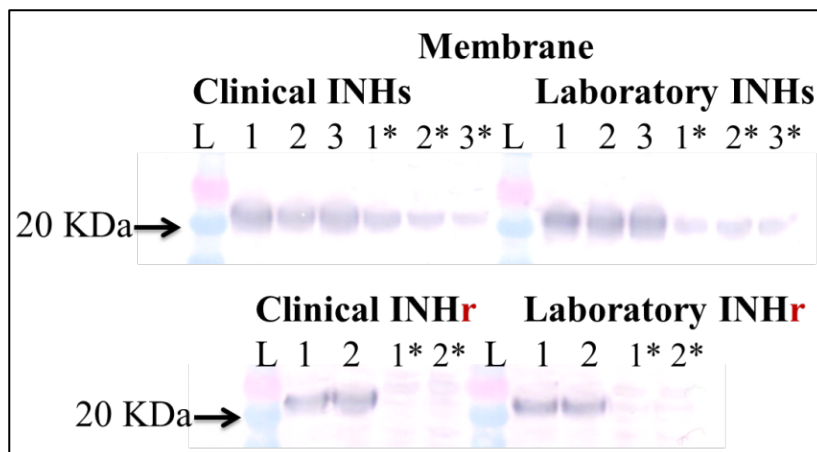 Membrane
Clinical INHs Laboratory INHs
L 1 2 3 1* 2* 3* L 1 2 3 1* 2* 3*
20 KDa
Clinical INHr Laboratory INHr
L 1 2 1* 2* L 1 2 1* 2*
20 KDa